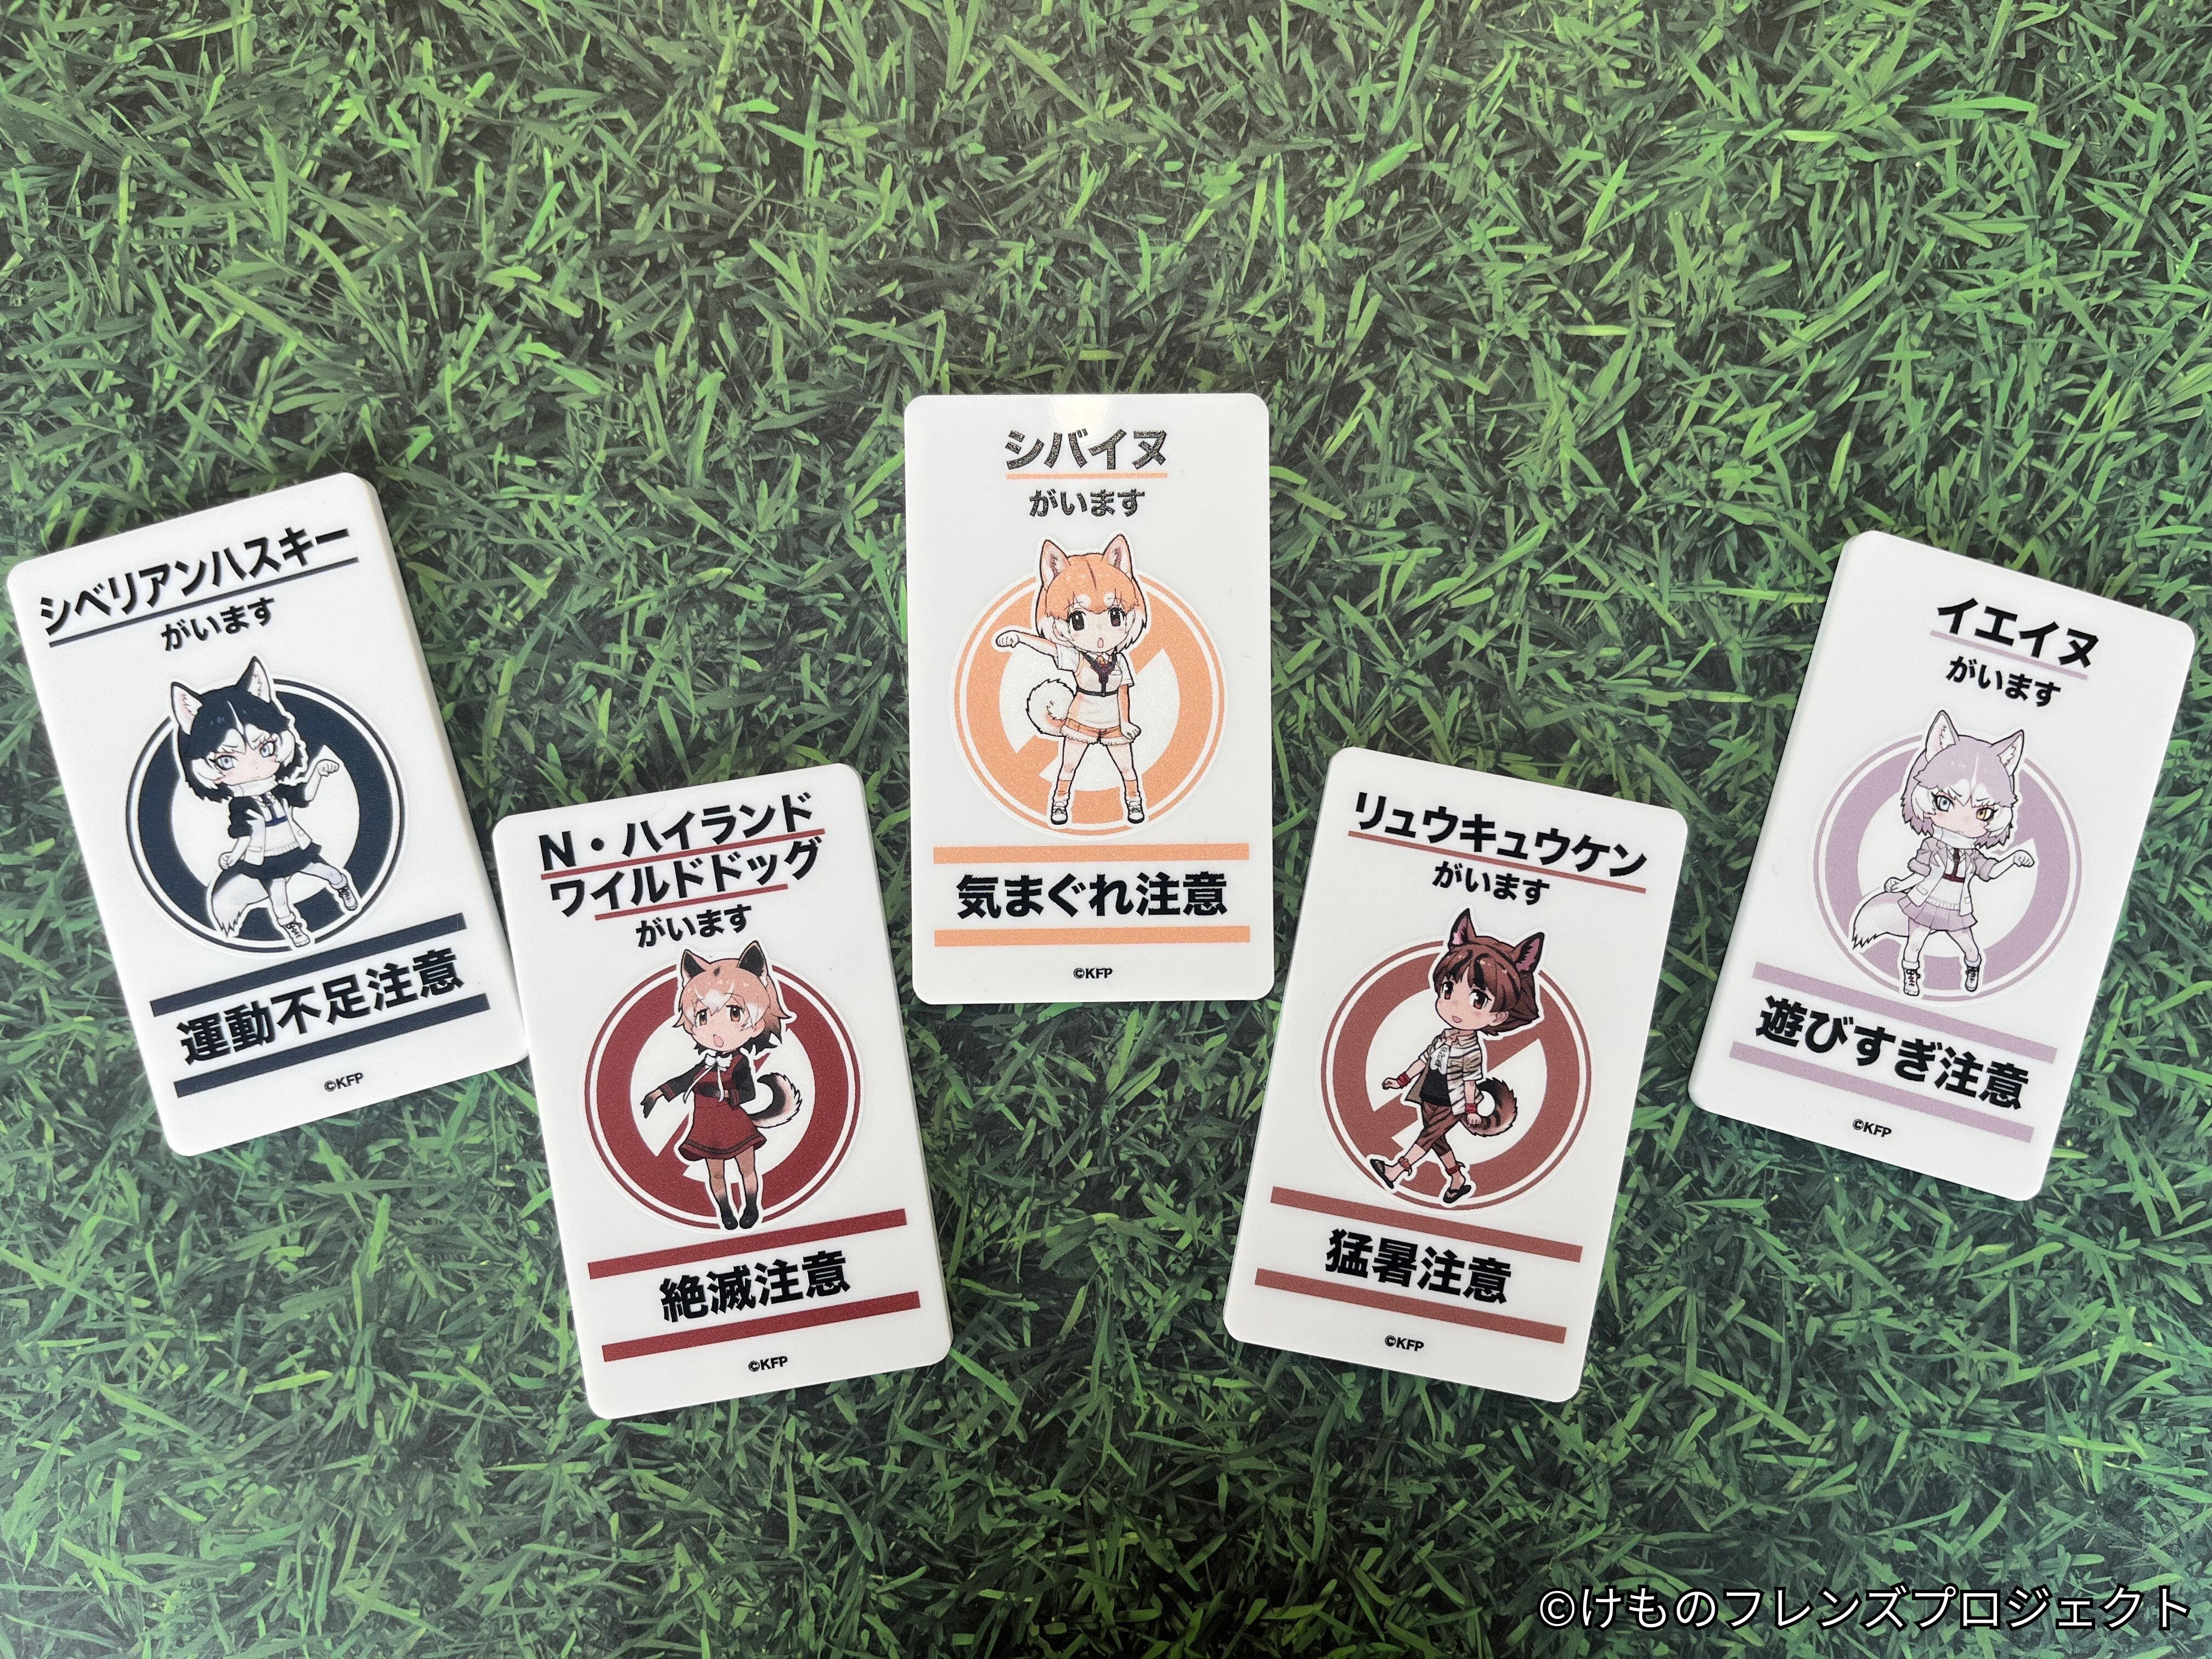 シベリアンハスキー
がいます
運動不足注意
©KFP
N・ハイランド
ワイルドドッグ
がいます
絶滅注意
©KFP
シバイヌ
がいます
気まぐれ注意
©KFP
リュウキュウケン
がいます
猛暑注意
©KFP
イエイヌ
がいます
遊びすぎ注意
©KFP
©けものフレンズプロジェクト